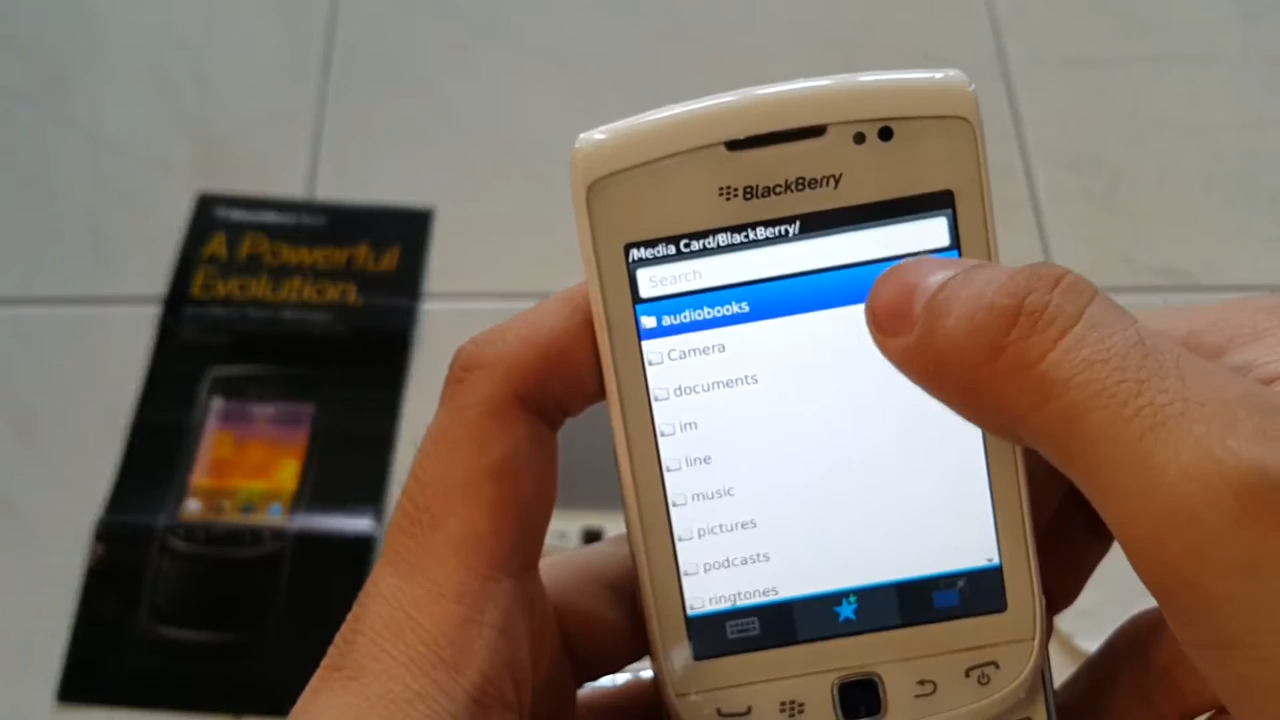 A Powerful
Evolution.
BlackBerry
/Media Card/BlackBerry/
Search
audiobooks
Camera
documents
im
line
music
pictures
podcasts
ringtones